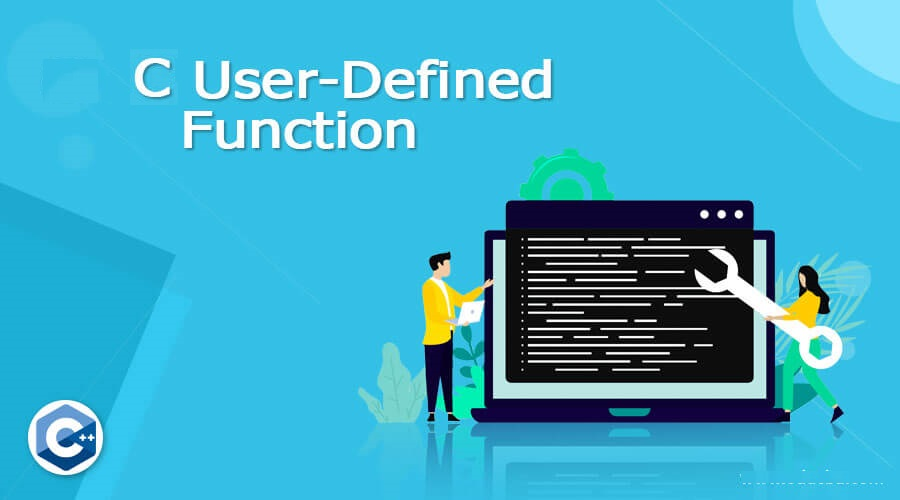 C User-Defined
Function
C++